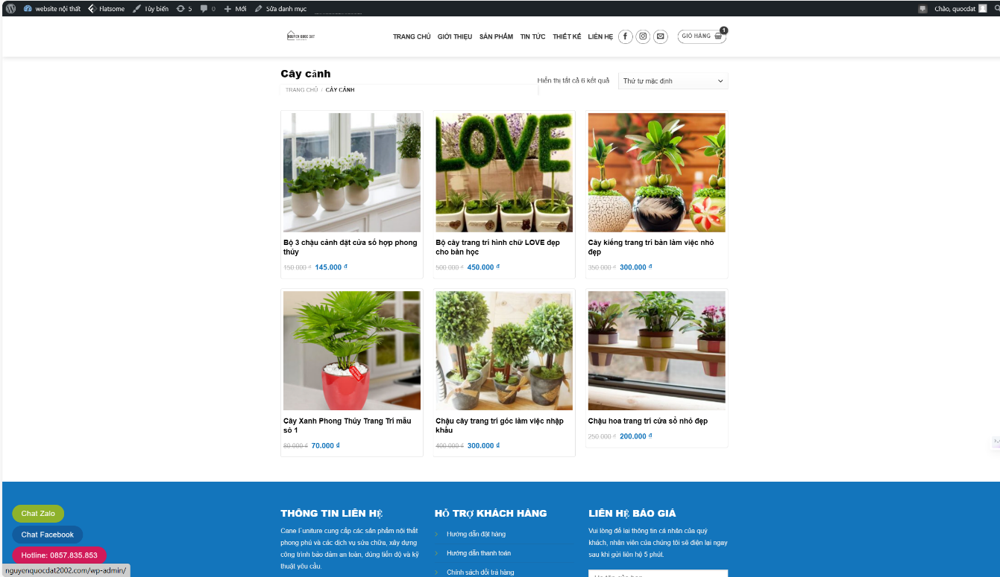 website nội thất Flatsome Tùy biến 5 0 Mới Sửa danh mục
Chào, quocdat
NGUYEN QUOC DAT
TRANG CHỦ GIỚI THIỆU SẢN PHẨM TIN TỨC THIẾT KẾ LIÊN HỆ GIỎ HÀNG 1
Cây cảnh
TRANG CHỦ / CÂY CẢNH
Hiển thị tất cả 6 kết quả
Thứ tự mặc định
LOVE
Bộ 3 chậu cảnh đặt cửa sổ hợp phong
thủy
150.000 ₫ 145.000 ₫
Bộ cây trang trí hình chữ LOVE đẹp
cho bàn học
500.000 ₫ 450.000 ₫
Cây kiểng trang trí bàn làm việc nhỏ
đẹp
350.000 ₫ 300.000 ₫
Cây Xanh Phong Thủy Trang Trí mẫu
số 1
80.000 ₫ 70.000 ₫
Chậu cây trang trí góc làm việc nhập
khẩu
400.000 ₫ 300.000 ₫
Chậu hoa trang trí cửa sổ nhỏ đẹp
250.000 ₫ 200.000 ₫
Chat Zalo
Chat Facebook
Hotline: 0857.835.853
nguyenquocdat2002.com/wp-admin/
THÔNG TIN LIÊN HỆ
Cane Funiture cung cấp các sản phẩm nội thất
phong phú và các dịch vụ sửa chữa, xây dựng
công trình bảo đảm an toàn, đúng tiến độ và kỹ
thuật yêu cầu.
HỖ TRỢ KHÁCH HÀNG
Hướng dẫn đặt hàng
Hướng dẫn thanh toán
Chính sách đổi trả hàng
LIÊN HỆ BÁO GIÁ
Vui lòng để lại thông tin cá nhân của quý
khách, nhân viên của chúng tôi sẽ điện lại ngay
sau khi gửi liên hệ 5 phút.